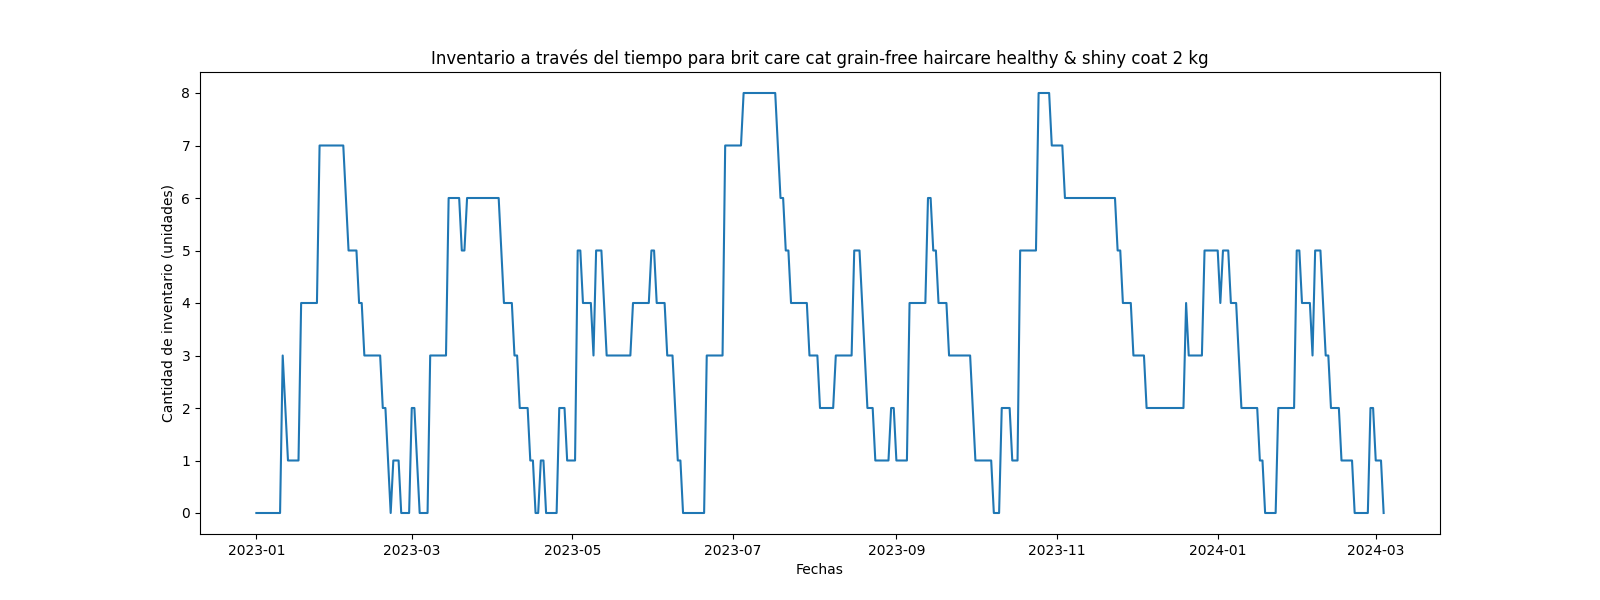 Inventario a través del tiempo para brit care cat grain-free haircare healthy & shiny coat 2 kg
Cantidad de inventario (unidades)
8
7
6
5
4
3
2
1
0
2023-01 2023-03 2023-05 2023-07 2023-09 2023-11 2024-01 2024-03
Fechas